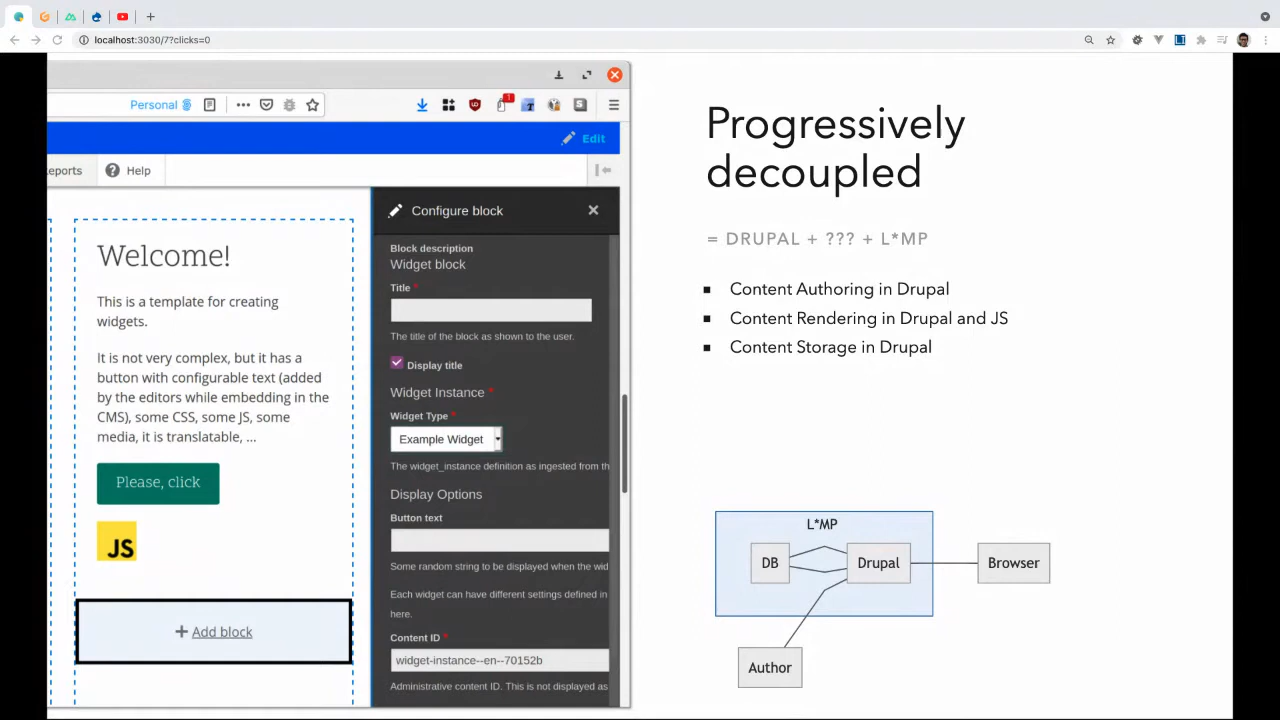 localhost:3030/7?clicks=0
Personal
1
Edit
eports
Help
Welcome!
This is a template for creating
widgets.
It is not very complex, but it has a
button with configurable text (added
by the editors while embedding in the
CMS), some CSS, some JS, some
media, it is translatable, ...
Please, click
JS
+ Add block
Configure block
Block description
Widget block
Title *
The title of the block as shown to the user.
Display title
Widget Instance *
Widget Type *
Example Widget
The widget_instance definition as ingested from th
Display Options
Button text
Some random string to be displayed when the wid
Each widget can have different settings defined in
here.
Content ID *
widget-instance--en--70152b
Administrative content ID. This is not displayed as
Progressively
decoupled
= DRUPAL + ??? + L*MP
▪ Content Authoring in Drupal
▪ Content Rendering in Drupal and JS
▪ Content Storage in Drupal
L*MP
DB
Drupal
Browser
Author